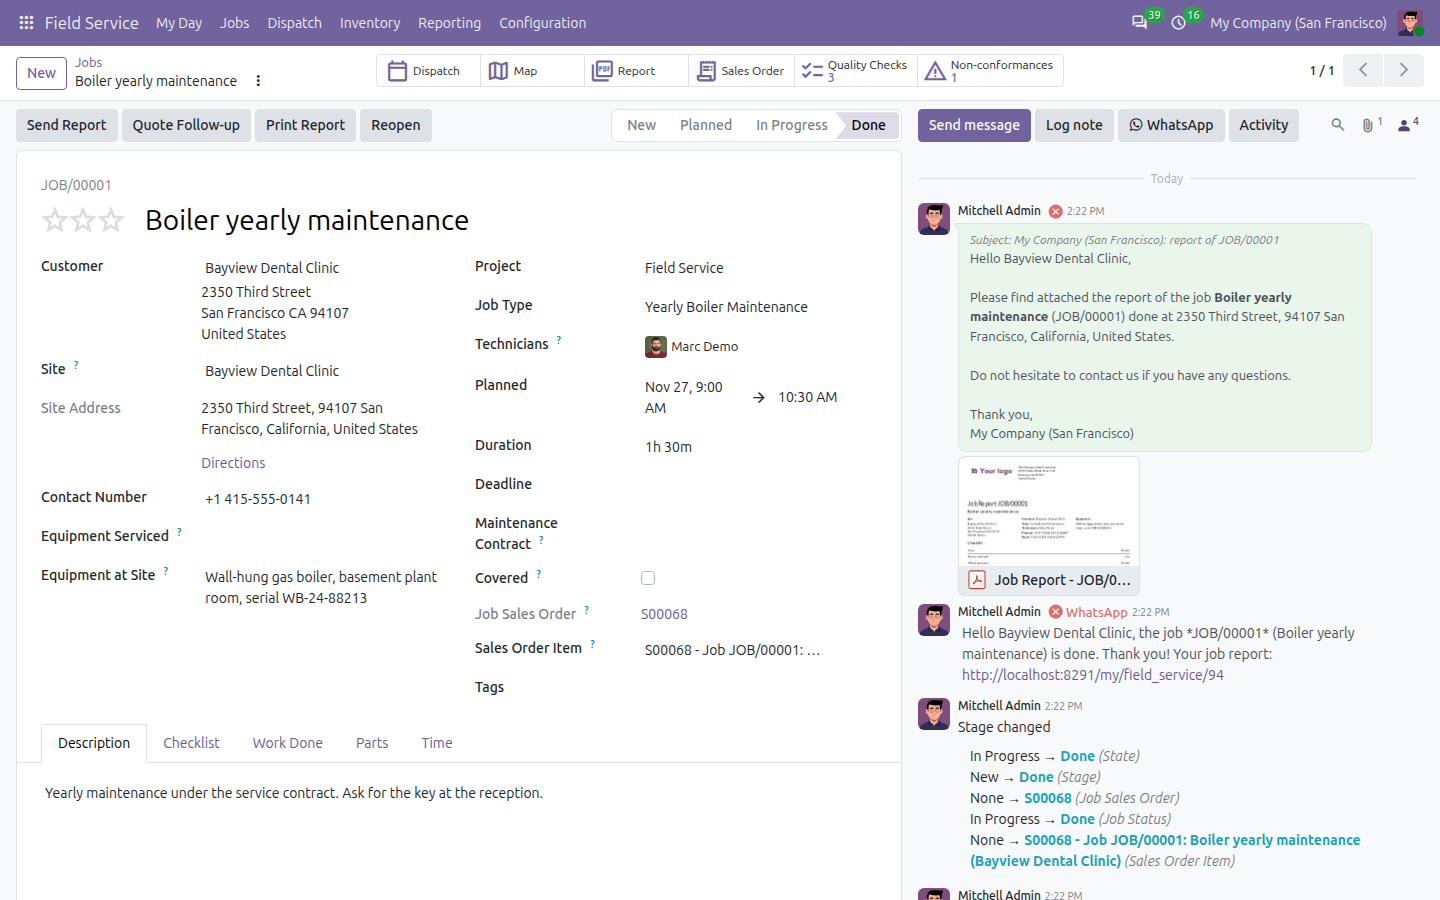 Field Service My Day Jobs Dispatch Inventory Reporting Configuration 39 16 My Company (San Francisco)
New Jobs
Boiler yearly maintenance
Dispatch Map Report Sales Order Quality Checks 3 Non-conformances 1
1 / 1
Send Report Quote Follow-up Print Report Reopen
New Planned In Progress Done
Send message Log note WhatsApp Activity 1 4
JOB/00001
Boiler yearly maintenance
Customer Bayview Dental Clinic
2350 Third Street
San Francisco CA 94107
United States
Site ? Bayview Dental Clinic
Site Address 2350 Third Street, 94107 San
Francisco, California, United States
Directions
Contact Number +1 415-555-0141
Equipment Serviced ?
Equipment at Site ? Wall-hung gas boiler, basement plant
room, serial WB-24-88213
Project Field Service
Job Type Yearly Boiler Maintenance
Technicians ? Marc Demo
Planned Nov 27, 9:00
AM → 10:30 AM
Duration 1h 30m
Deadline
Maintenance
Contract ?
Covered ?
Job Sales Order ? S00068
Sales Order Item ? S00068 - Job JOB/00001: ...
Tags
Description Checklist Work Done Parts Time
Yearly maintenance under the service contract. Ask for the key at the reception.
Today
Mitchell Admin 2:22 PM
Subject: My Company (San Francisco): report of JOB/00001
Hello Bayview Dental Clinic,
Please find attached the report of the job Boiler yearly
maintenance (JOB/00001) done at 2350 Third Street, 94107 San
Francisco, California, United States.
Do not hesitate to contact us if you have any questions.
Thank you,
My Company (San Francisco)
Your logo
Job Report JOB/00001
Boiler yearly maintenance
Job Report - JOB/0...
Mitchell Admin WhatsApp 2:22 PM
Hello Bayview Dental Clinic, the job *JOB/00001* (Boiler yearly
maintenance) is done. Thank you! Your job report:
http://localhost:8291/my/field_service/94
Mitchell Admin 2:22 PM
Stage changed
In Progress → Done (State)
New → Done (Stage)
None → S00068 (Job Sales Order)
In Progress → Done (Job Status)
None → S00068 - Job JOB/00001: Boiler yearly maintenance
(Bayview Dental Clinic) (Sales Order Item)
Mitchell Admin 2:22 PM